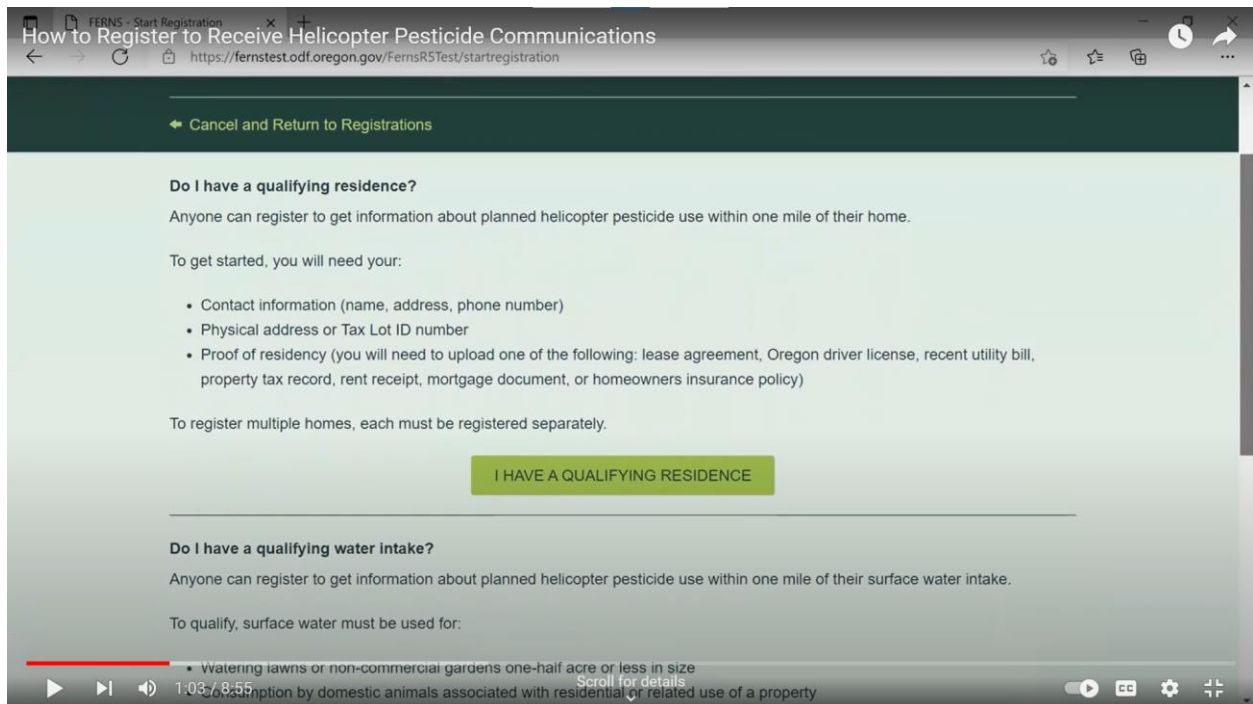 FERNS - Start Registration
How to Register to Receive Helicopter Pesticide Communications
https://fernstest.odf.oregon.gov/FernsR5Test/startregistration
Cancel and Return to Registrations
Do I have a qualifying residence?
Anyone can register to get information about planned helicopter pesticide use within one mile of their home.
To get started, you will need your:
• Contact information (name, address, phone number)
• Physical address or Tax Lot ID number
• Proof of residency (you will need to upload one of the following: lease agreement, Oregon driver license, recent utility bill,
property tax record, rent receipt, mortgage document, or homeowners insurance policy)
To register multiple homes, each must be registered separately.
I HAVE A QUALIFYING RESIDENCE
Do I have a qualifying water intake?
Anyone can register to get information about planned helicopter pesticide use within one mile of their surface water intake.
To qualify, surface water must be used for:
• Watering lawns or non-commercial gardens one-half acre or less in size
Scroll for details
1:03 / 8:55
• Consumption by domestic animals associated with residential or related use of a property
CC